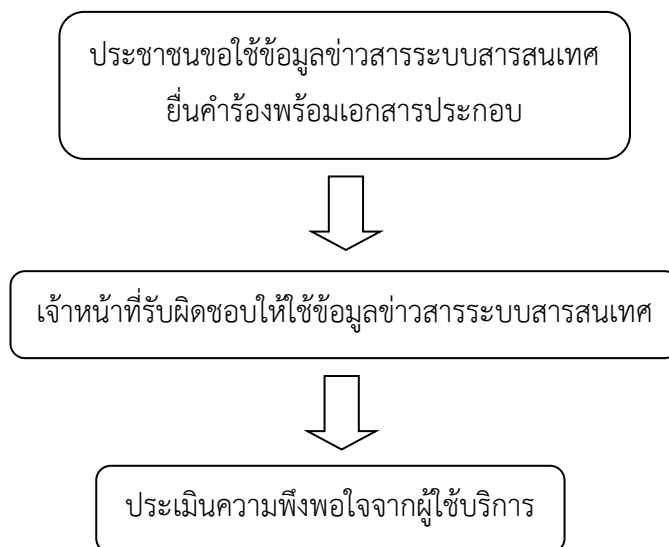 ประชาชนขอใช้ข้อมูลข่าวสารระบบสารสนเทศ
ยื่นคำร้องพร้อมเอกสารประกอบ
เจ้าหน้าที่รับผิดชอบให้ใช้ข้อมูลข่าวสารระบบสารสนเทศ
ประเมินความพึงพอใจจากผู้ใช้บริการ